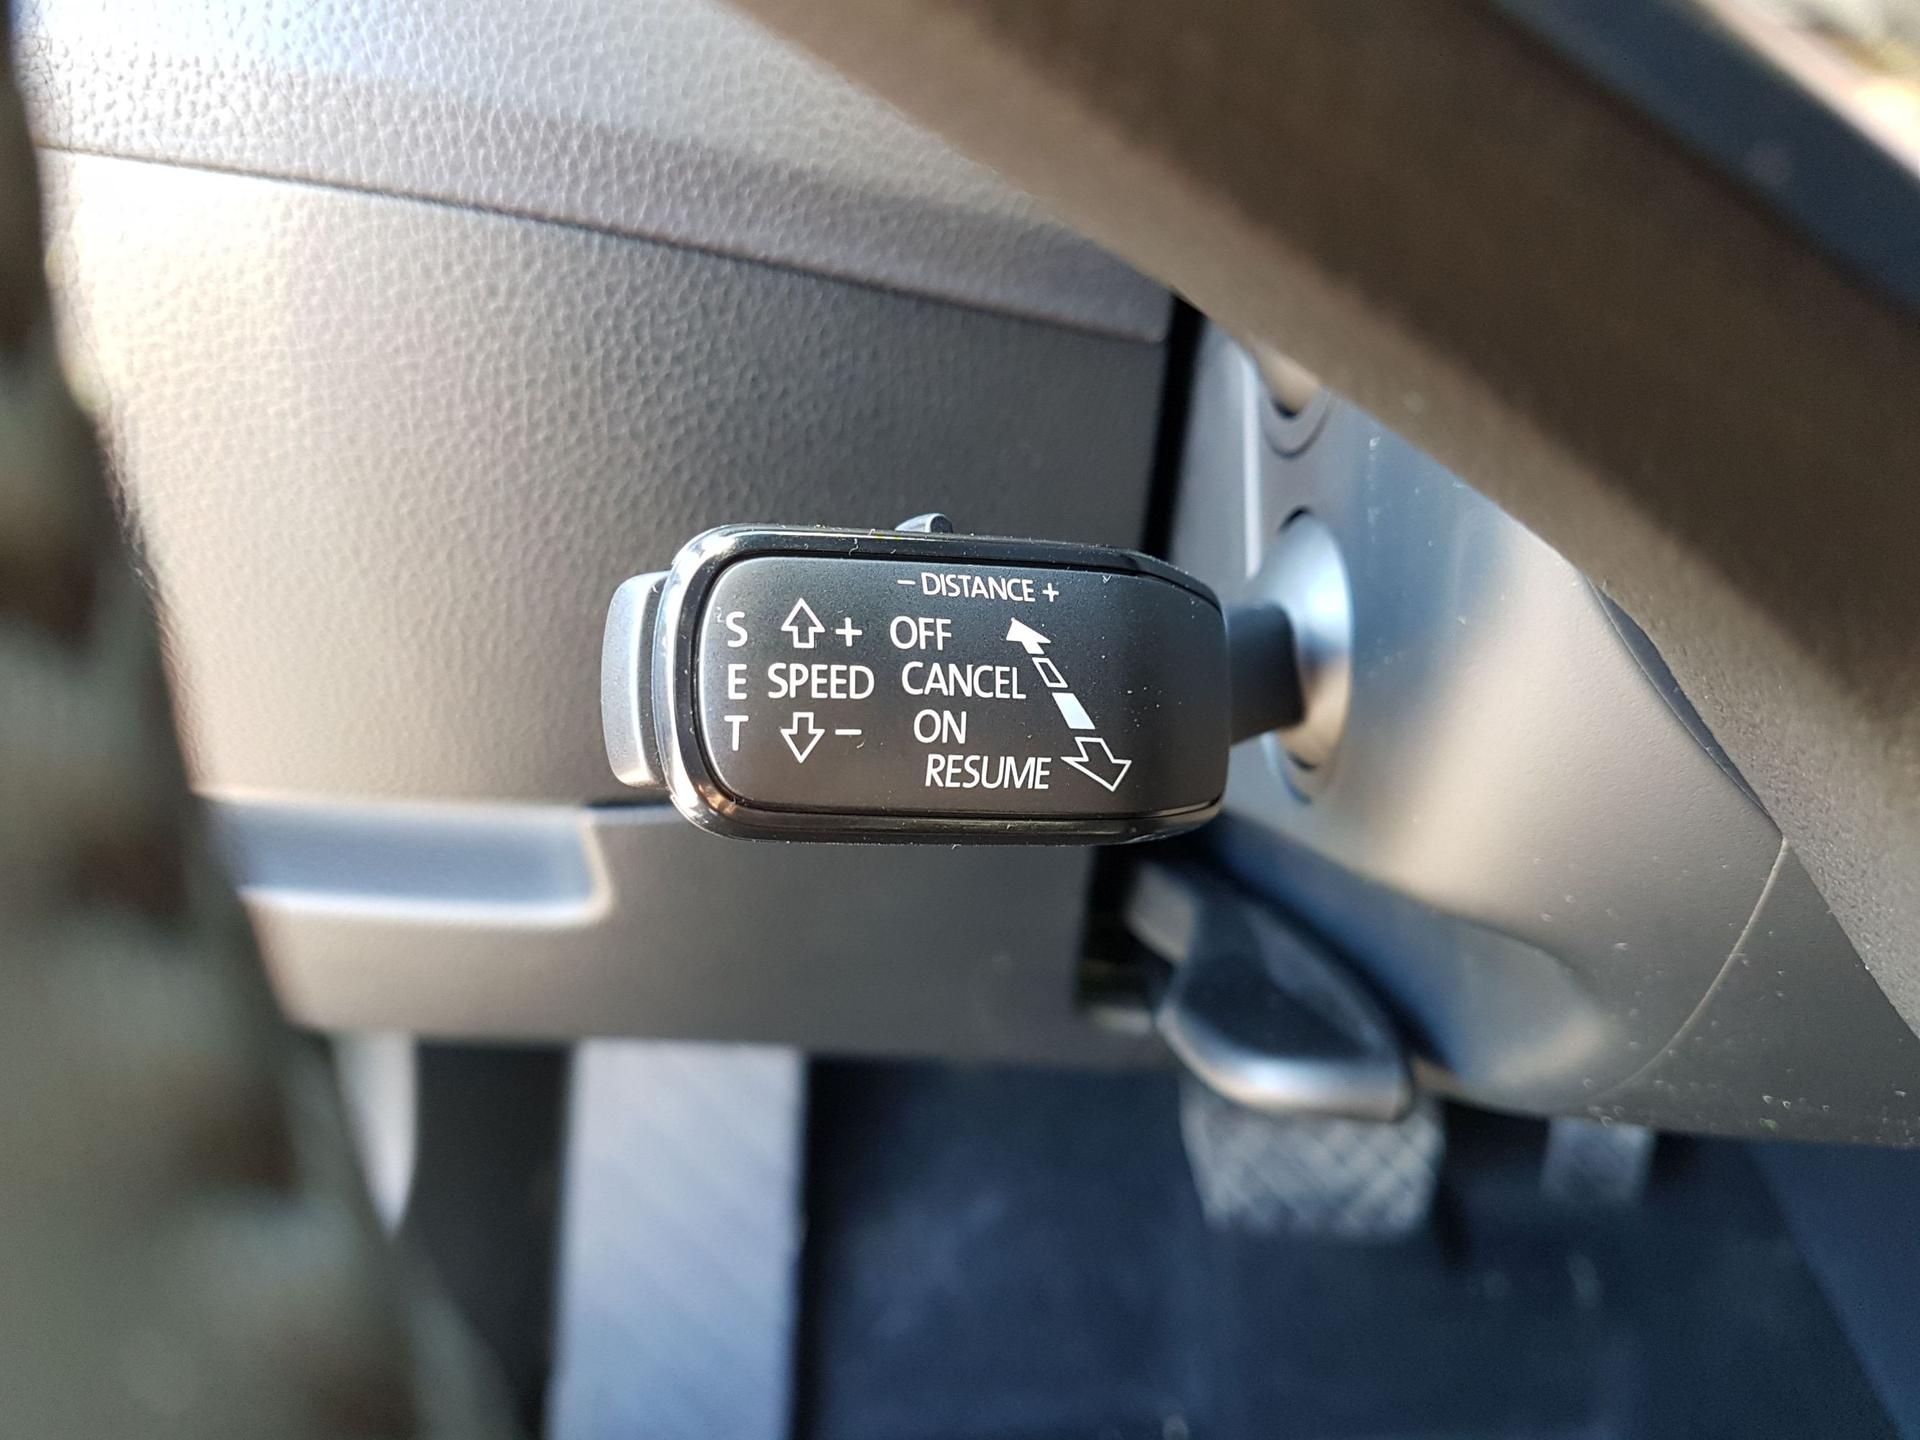 – DISTANCE +
S + OFF
E SPEED CANCEL
T – ON
RESUME